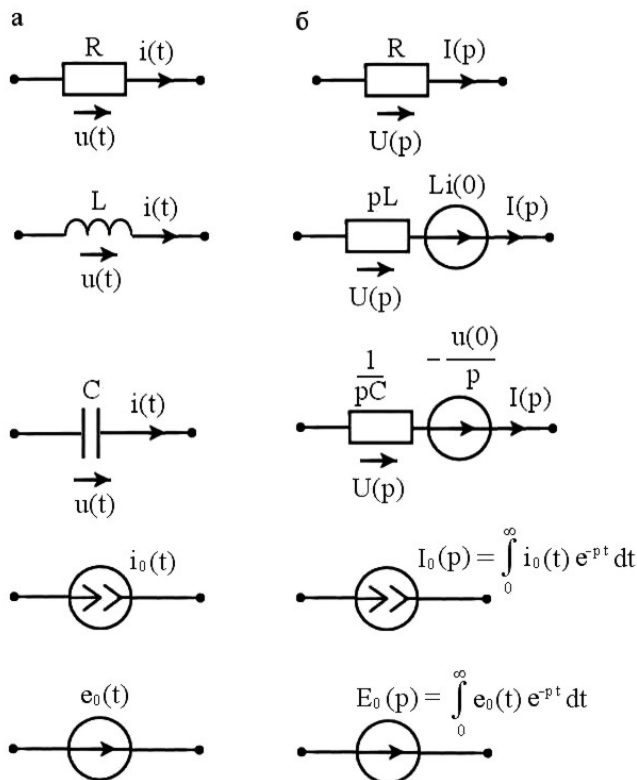 а б
R i(t) R I(p)
u(t) U(p)
L i(t) pL Li(0) I(p)
u(t) U(p)
C i(t) 1/pC -u(0)/p I(p)
u(t) U(p)
i₀(t) I₀(p) = ∫₀^∞ i₀(t) e^-pt dt
e₀(t) E₀(p) = ∫₀^∞ e₀(t) e^-pt dt